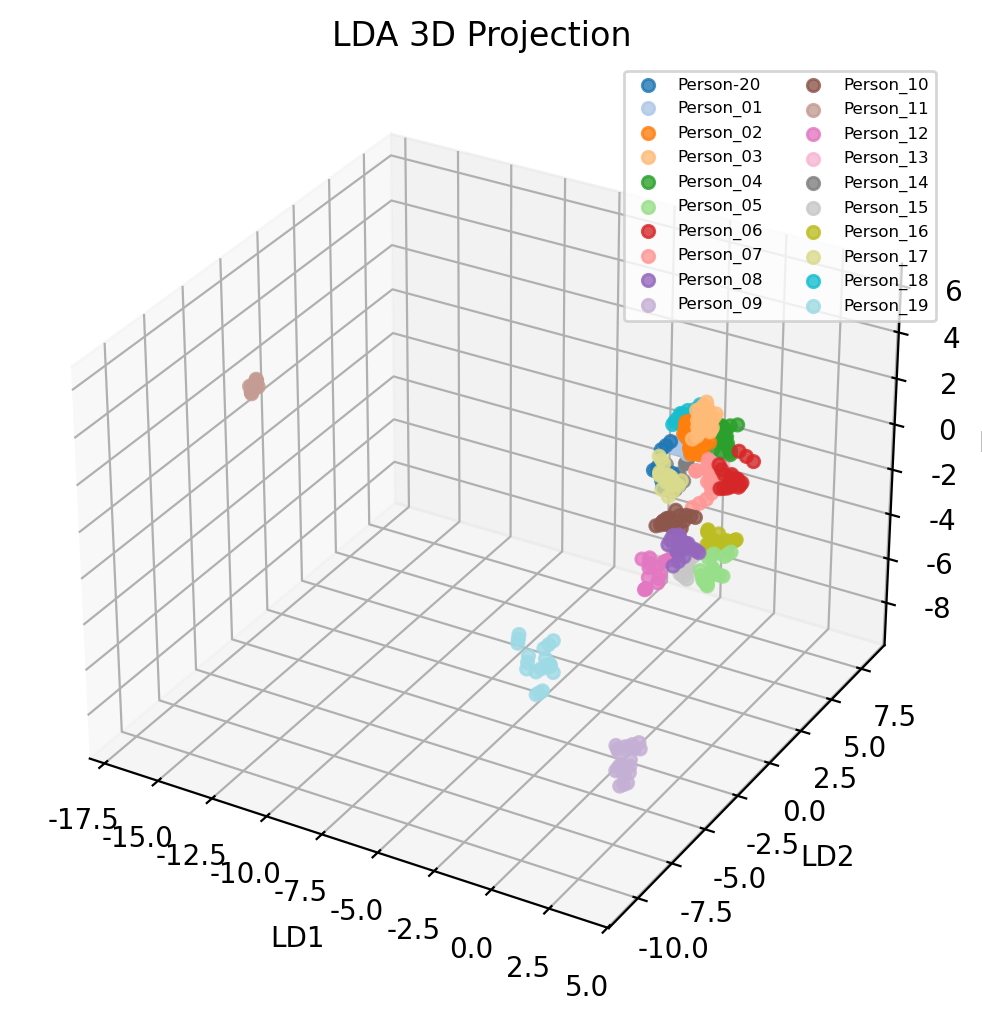 LDA 3D Projection
Person-20
Person_01
Person_02
Person_03
Person_04
Person_05
Person_06
Person_07
Person_08
Person_09
Person_10
Person_11
Person_12
Person_13
Person_14
Person_15
Person_16
Person_17
Person_18
Person_19
6
4
2
0
-2
-4
-6
-8
7.5
5.0
2.5
0.0
-2.5
-5.0
-7.5
-10.0
LD2
-17.5
-15.0
-12.5
-10.0
-7.5
-5.0
-2.5
0.0
2.5
5.0
LD1